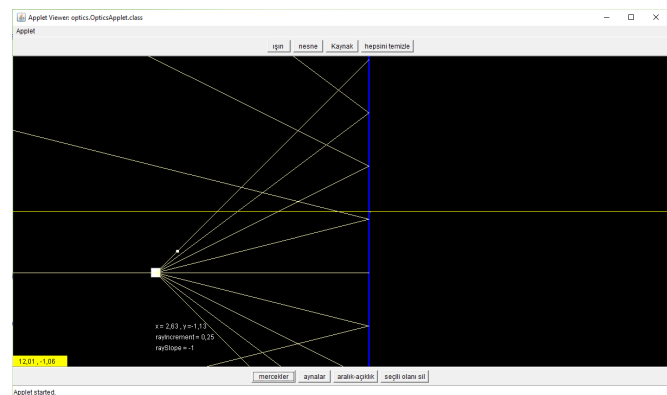 Applet Viewer: optics.OpticsApplet.class
Applet
ışın nesne Kaynak hepsini temizle
x = 2,63 , y =-1,13
rayIncrement = 0,25
raySlope = -1
12,01 , -1,06
mercekler aynalar aralık-açıklık seçili olanı sil
Applet started.